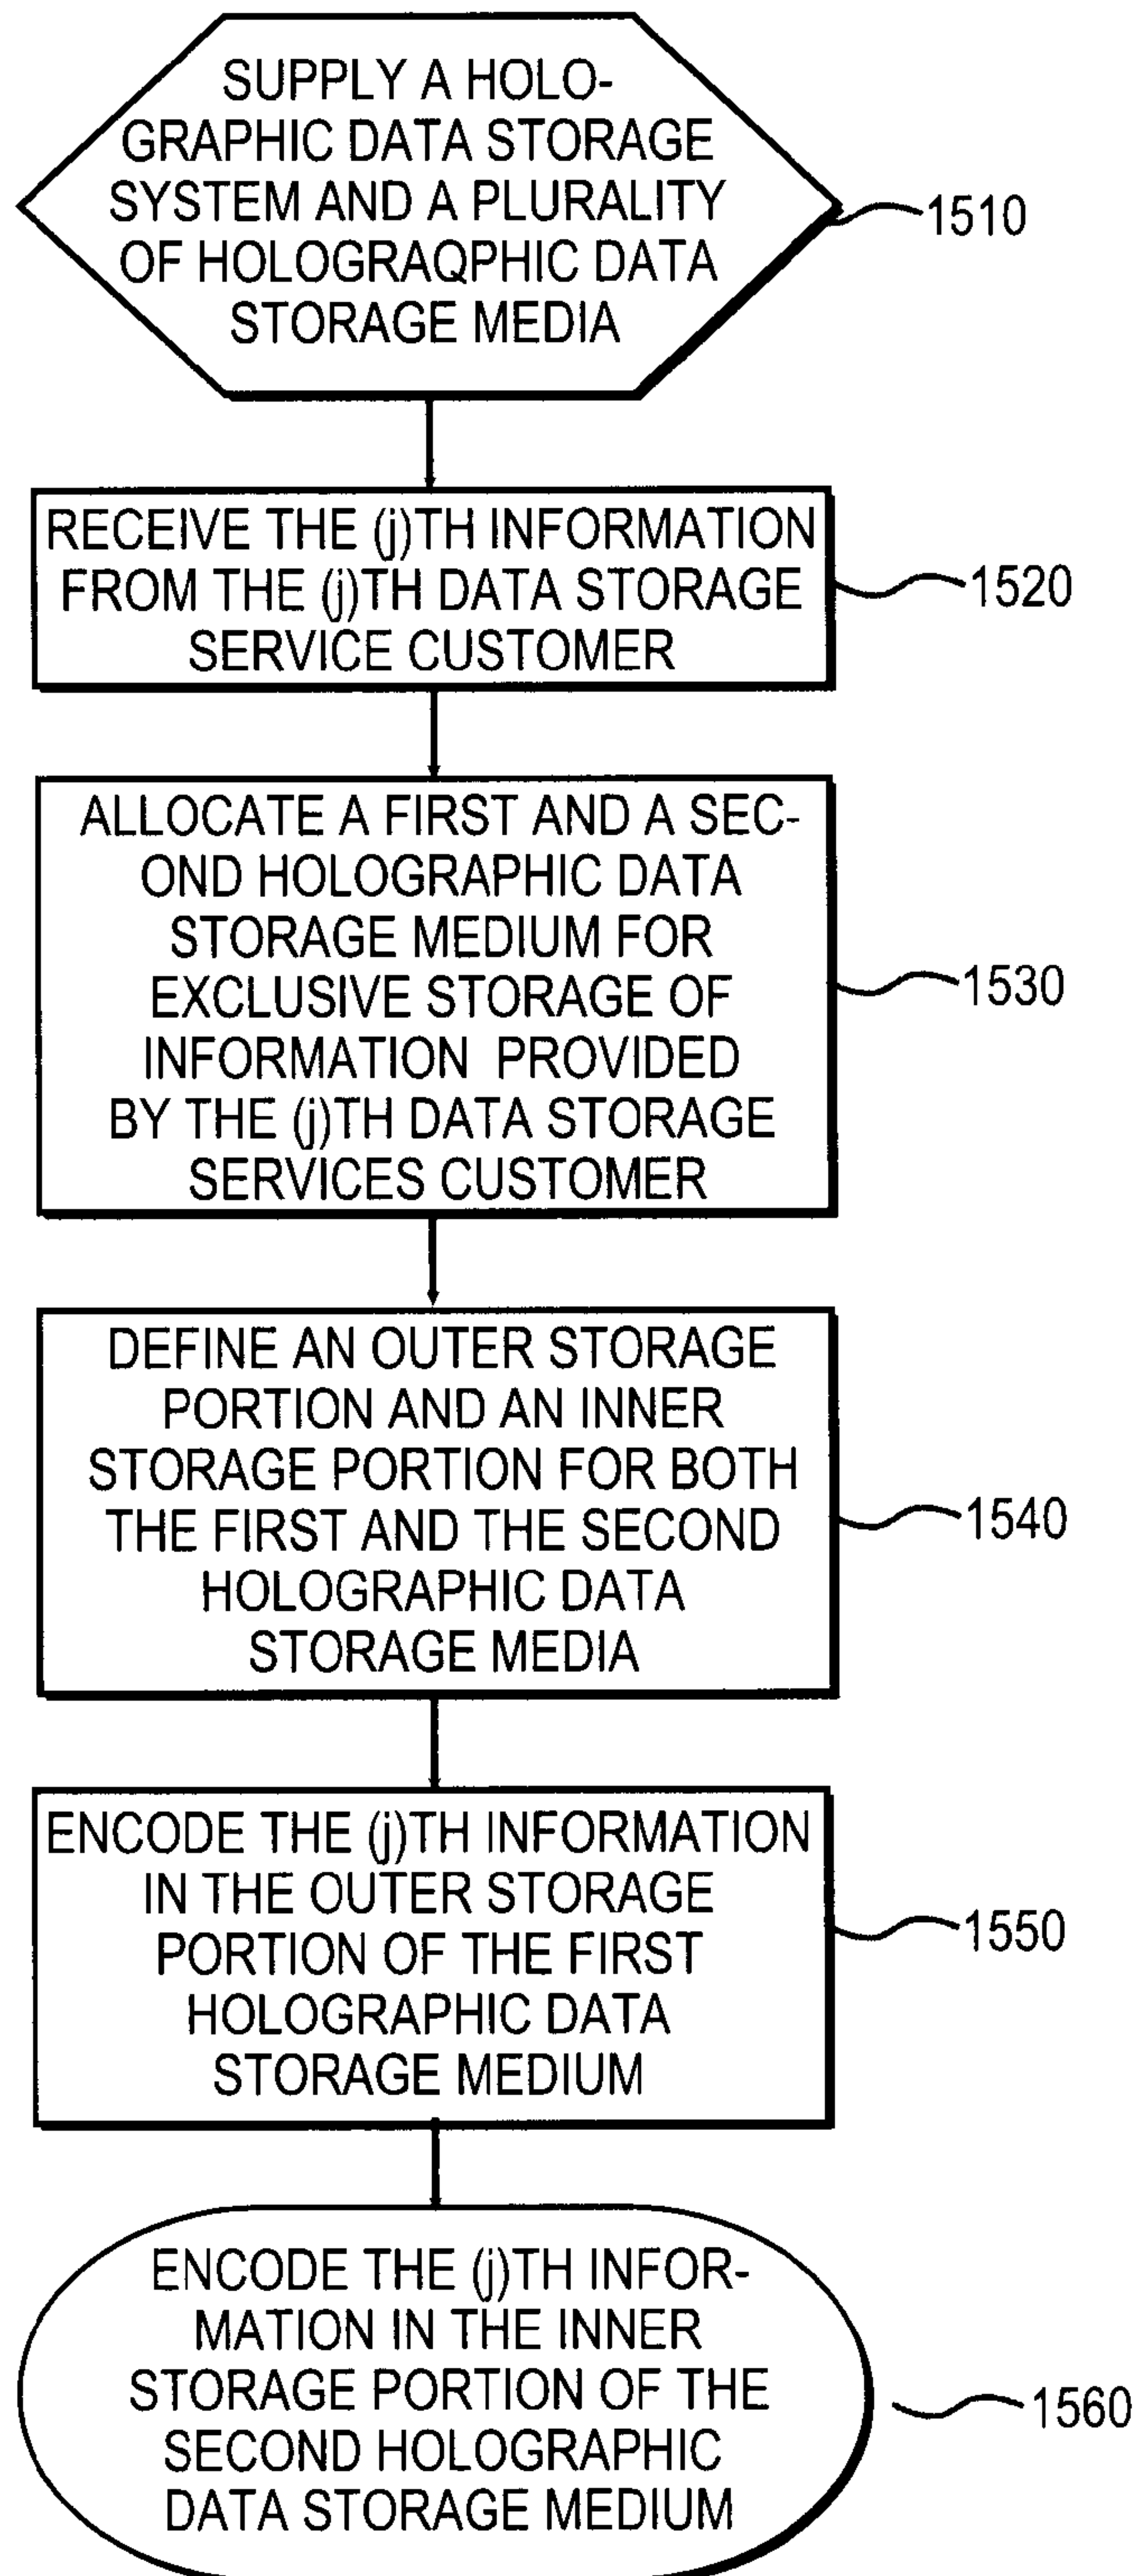 SUPPLY A HOLO-
GRAPHIC DATA STORAGE
SYSTEM AND A PLURALITY
OF HOLOGRAQPHIC DATA
STORAGE MEDIA
1510
RECEIVE THE (j)TH INFORMATION
FROM THE (j)TH DATA STORAGE
SERVICE CUSTOMER
1520
ALLOCATE A FIRST AND A SEC-
OND HOLOGRAPHIC DATA
STORAGE MEDIUM FOR
EXCLUSIVE STORAGE OF
INFORMATION PROVIDED
BY THE (j)TH DATA STORAGE
SERVICES CUSTOMER
1530
DEFINE AN OUTER STORAGE
PORTION AND AN INNER
STORAGE PORTION FOR BOTH
THE FIRST AND THE SECOND
HOLOGRAPHIC DATA
STORAGE MEDIA
1540
ENCODE THE (j)TH INFORMATION
IN THE OUTER STORAGE
PORTION OF THE FIRST
HOLOGRAPHIC DATA
STORAGE MEDIUM
1550
ENCODE THE (j)TH INFOR-
MATION IN THE INNER
STORAGE PORTION OF THE
SECOND HOLOGRAPHIC
DATA STORAGE MEDIUM
1560